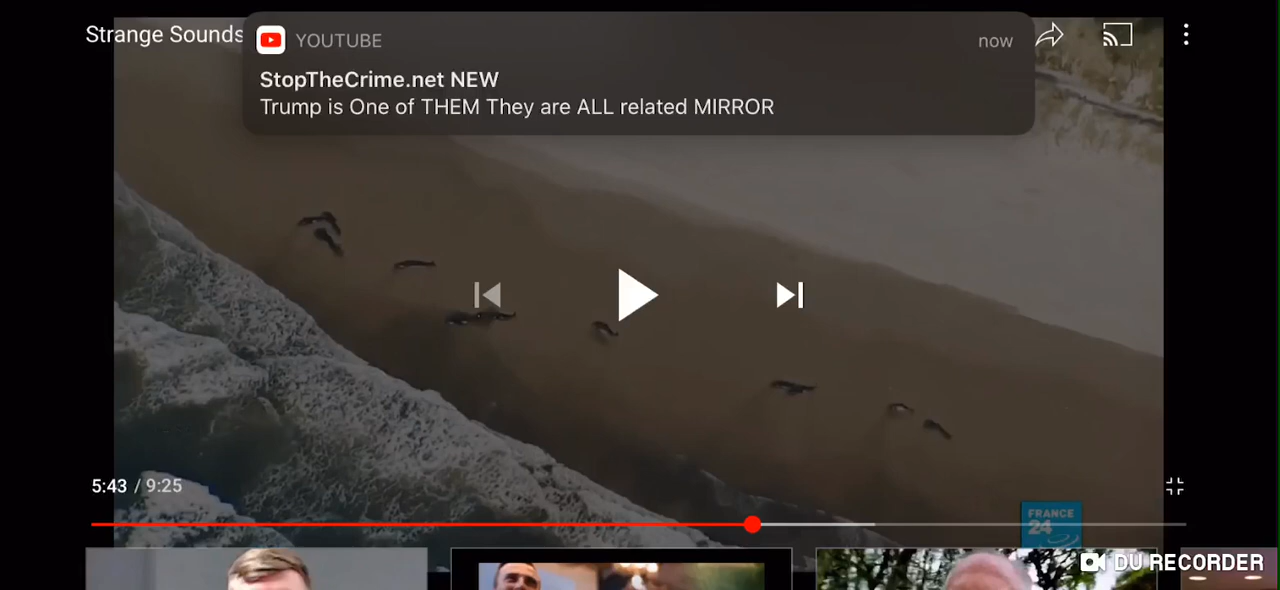 Strange Sounds
YOUTUBE
now
StopTheCrime.net NEW
Trump is One of THEM They are ALL related MIRROR
5:43 / 9:25
FRANCE
24
DU RECORDER